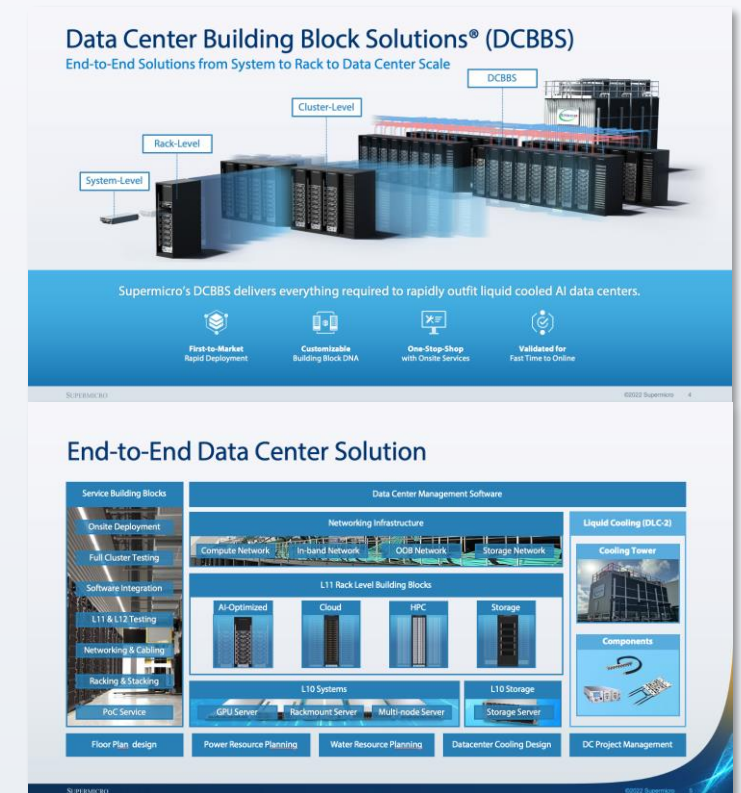 Data Center Building Block Solutions® (DCBBS)
End-to-End Solutions from System to Rack to Data Center Scale
DCBBS
Cluster-Level
Rack-Level
System-Level
Supermicro's DCBBS delivers everything required to rapidly outfit liquid cooled AI data centers.
First-to-Market
Rapid Deployment
Customizable
Building Block DNA
One-Stop-Shop
with Onsite Services
Validated for
Fast Time to Online
SUPERMICRO
©2022 Supermicro 4
End-to-End Data Center Solution
Service Building Blocks
Onsite Deployment
Full Cluster Testing
Software Integration
L11 & L12 Testing
Networking & Cabling
Racking & Stacking
PoC Service
Data Center Management Software
Networking Infrastructure
Compute Network
In-band Network
OOB Network
Storage Network
L11 Rack Level Building Blocks
AI-Optimized
Cloud
HPC
Storage
L10 Systems
GPU Server
Rackmount Server
Multi-node Server
L10 Storage
Storage Server
Liquid Cooling (DLC-2)
Cooling Tower
Components
Floor Plan design
Power Resource Planning
Water Resource Planning
Datacenter Cooling Design
DC Project Management
SUPERMICRO
©2022 Supermicro 5